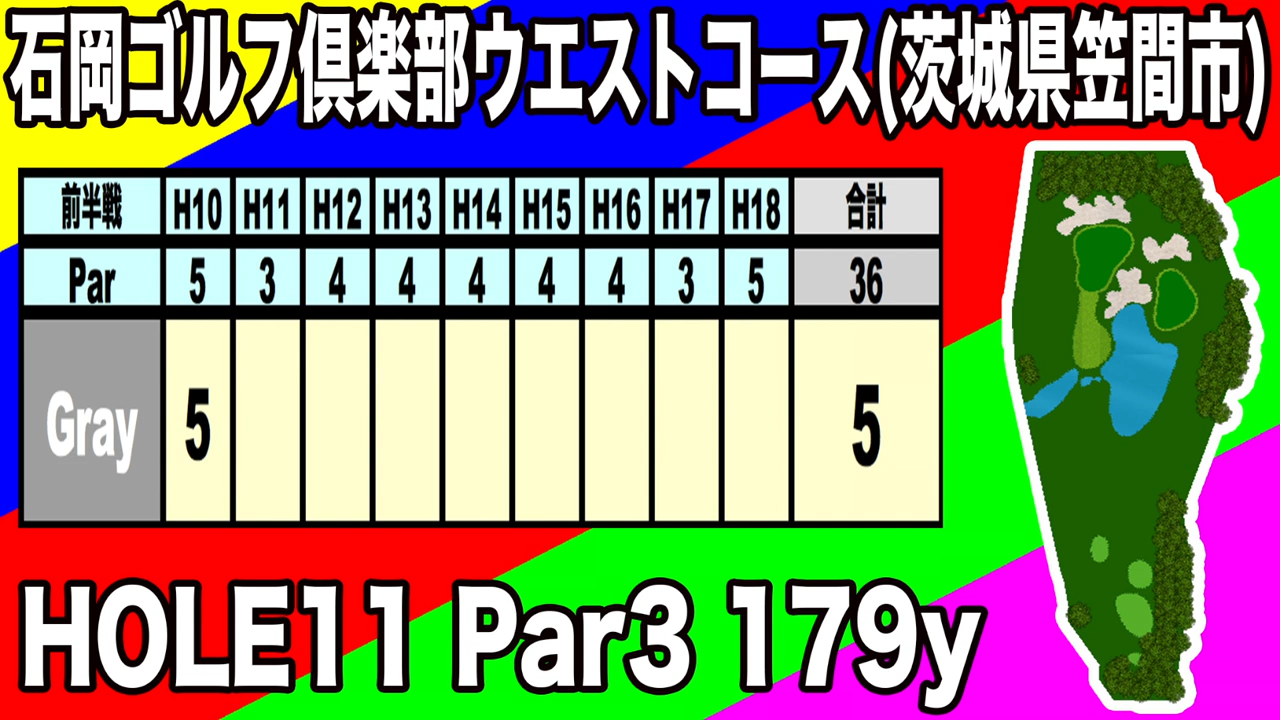 石岡ゴルフ倶楽部ウエストコース(茨城県笠間市)
前半戦 H10 H11 H12 H13 H14 H15 H16 H17 H18 合計
Par 5 3 4 4 4 4 4 3 5 36
Gray 5 5
HOLE11 Par3 179y